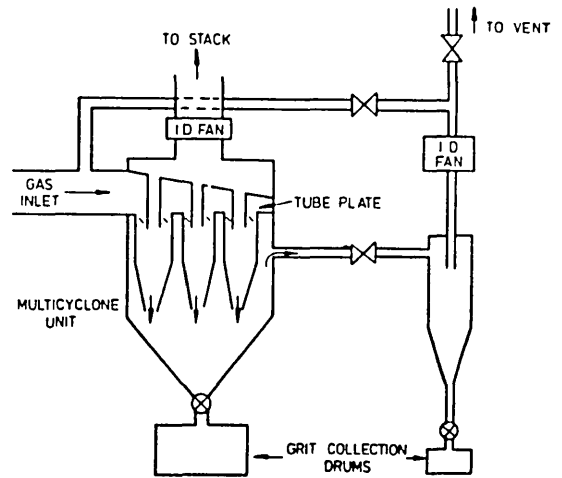 TO VENT
TO STACK
I D FAN
I D
FAN
GAS
INLET
TUBE PLATE
MULTICYCLONE
UNIT
GRIT COLLECTION
DRUMS